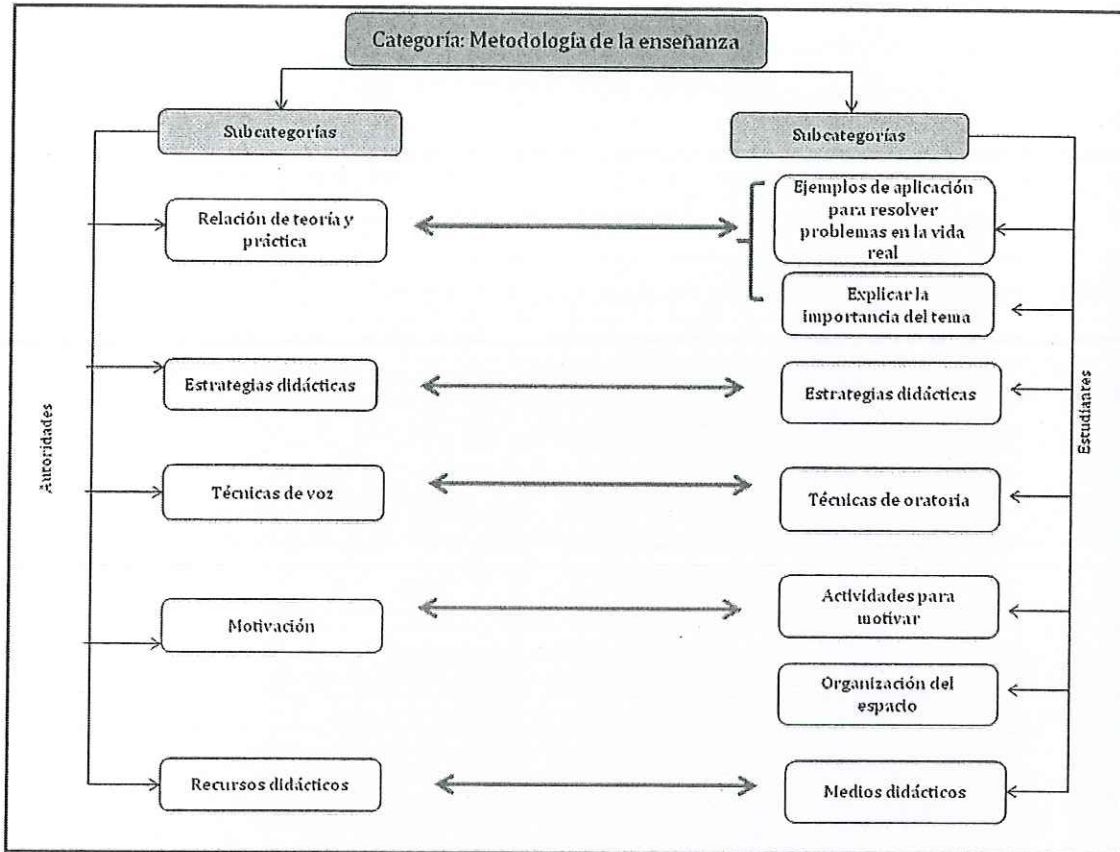 Categoría: Metodología de la enseñanza
Subcategorías
Subcategorías
Autoridades
Relación de teoría y
práctica
Ejemplos de aplicación
para resolver
problemas en la vida
real
Explicar la
importancia del tema
Estrategias didácticas
Estrategias didácticas
Estudiantes
Técnicas de voz
Técnicas de oratoria
Motivación
Actividades para
motivar
Organización del
espacio
Recursos didácticos
Medios didácticos